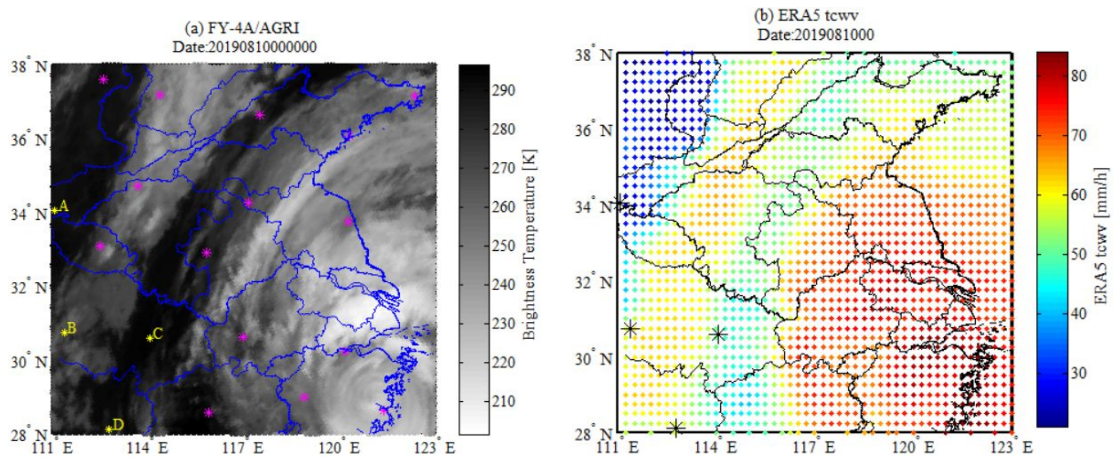 (a) FY-4A/AGRI
Date:20190810000000
38° N
36° N
34° N
32° N
30° N
28° N
111 E
114 E
117 E
120 E
123 E
A
B
C
D
290
280
270
260
250
240
230
220
210
Brightness Temperature [K]
(b) ERA5 tcwv
Date:2019081000
38° N
36° N
34° N
32° N
30° N
28° N
111 E
114 E
117 E
120 E
123 E
80
70
60
50
40
30
ERA5 tcwv [mm/h]